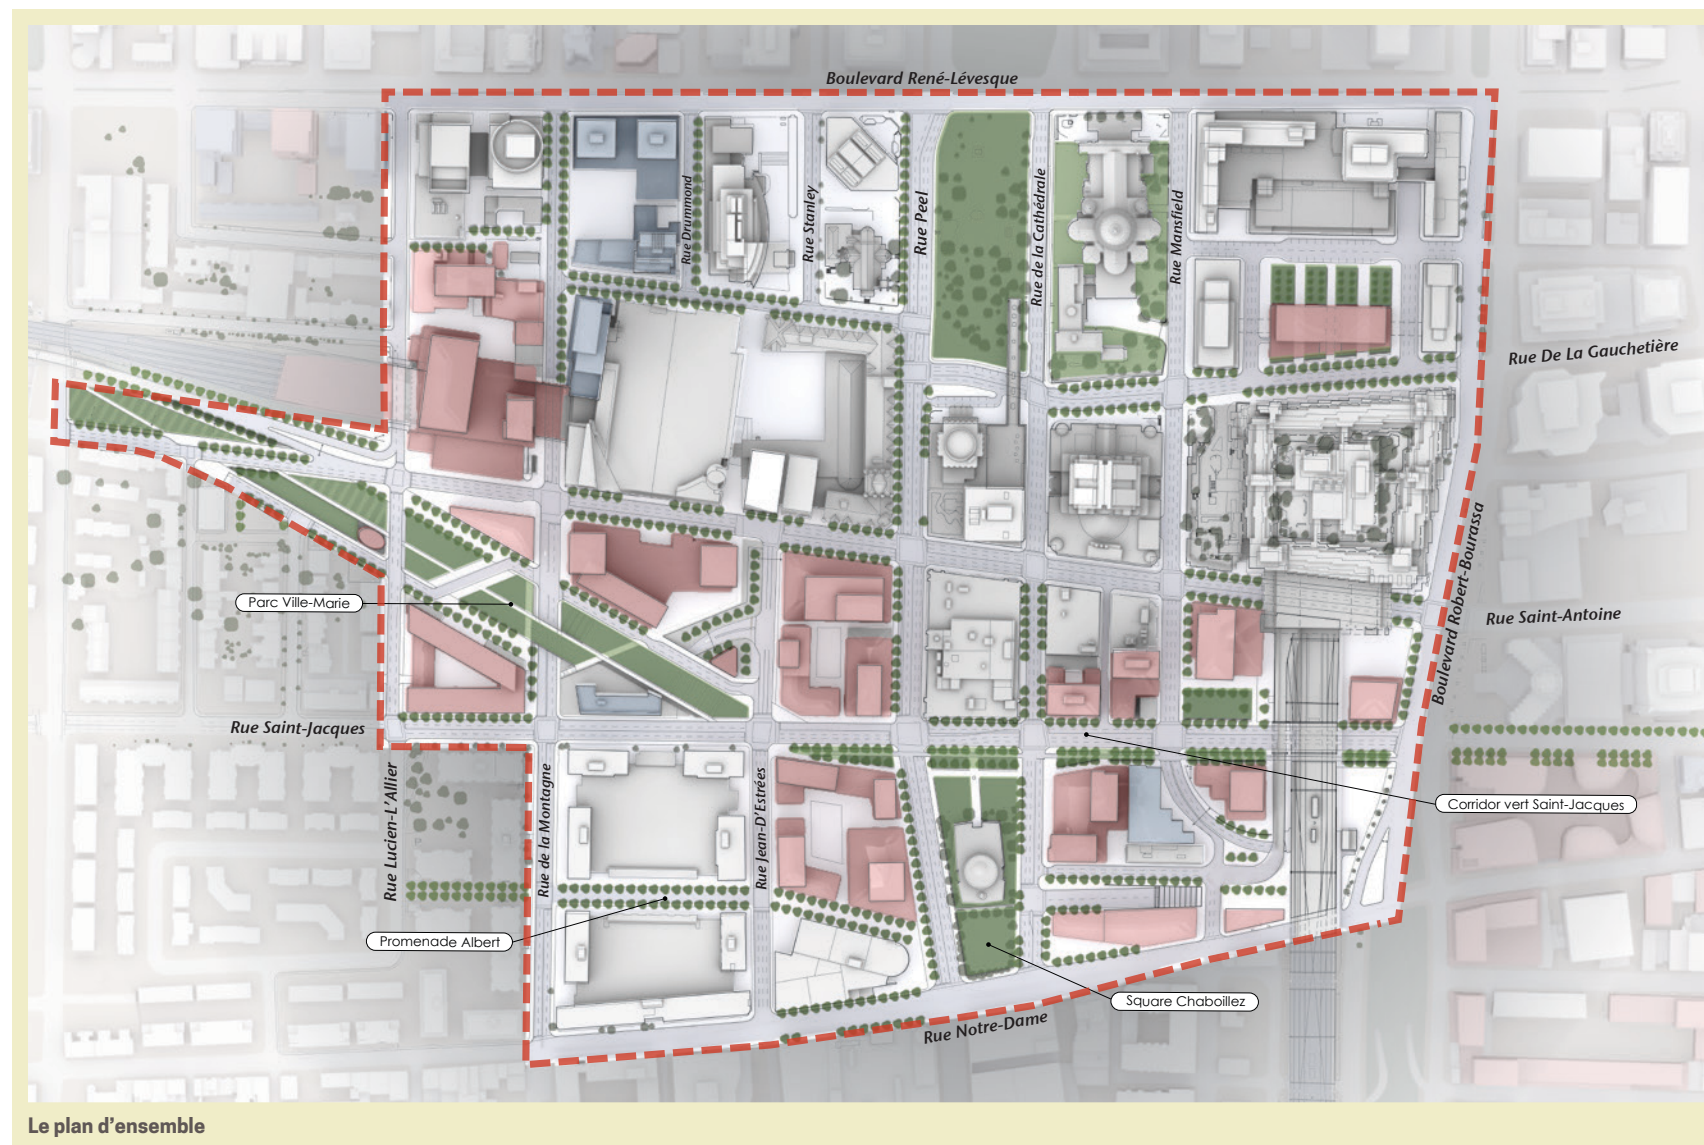 Boulevard René-Lévesque
Rue Drummond
Rue Stanley
Rue Peel
Rue de la Cathédrale
Rue Mansfield
Rue De La Gauchetière
Boulevard Robert-Bourassa
Rue Saint-Antoine
Parc Ville-Marie
Rue Saint-Jacques
Rue Lucien-L'Allier
Rue de la Montagne
Rue Jean-D'Estrées
Corridor vert Saint-Jacques
Promenade Albert
Square Chaboillez
Rue Notre-Dame
Le plan d'ensemble